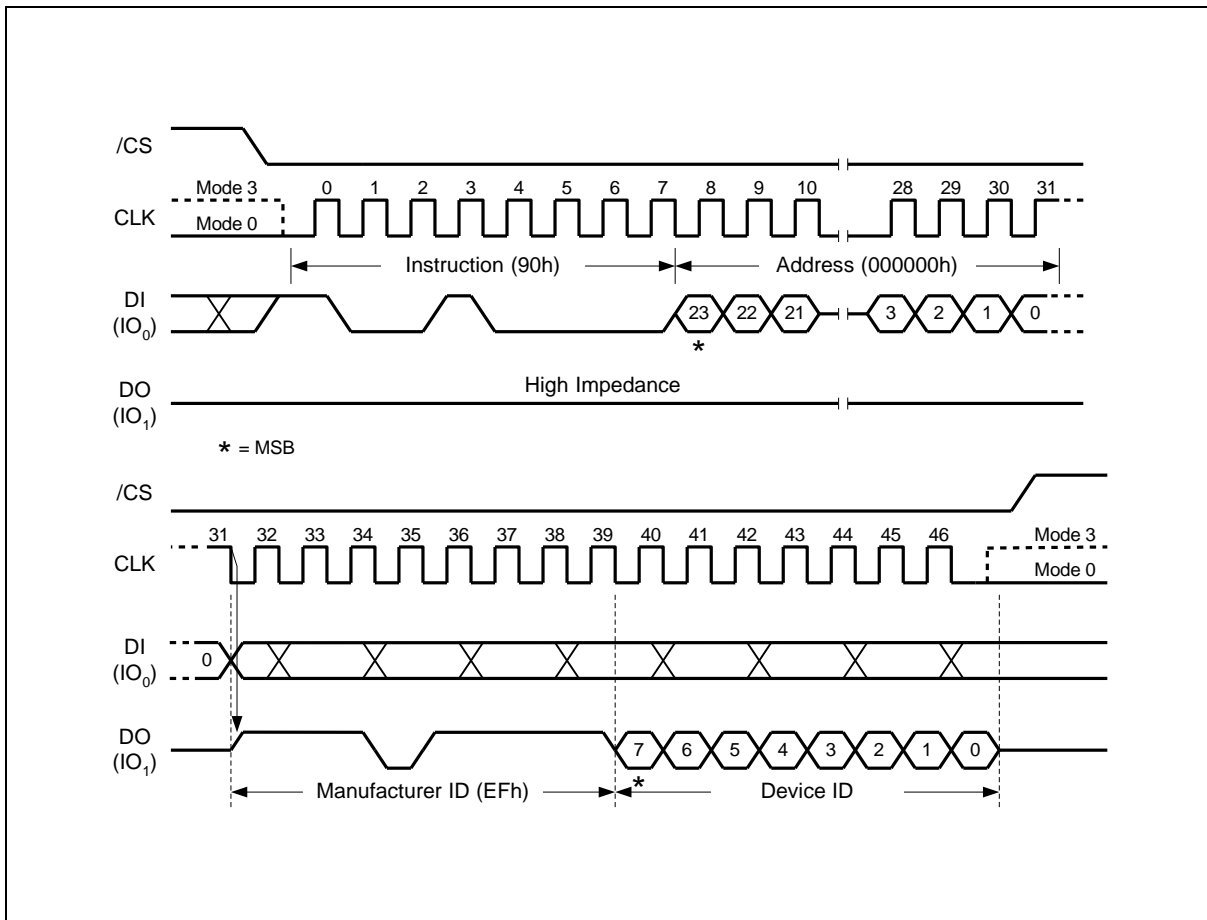 /CS
Mode 3 0 1 2 3 4 5 6 7 8 9 10 28 29 30 31
CLK
Mode 0
Instruction (90h) Address (000000h)
DI
(IO0) 23 22 21 3 2 1 0
*
High Impedance
DO
(IO1)
* = MSB
/CS
31 32 33 34 35 36 37 38 39 40 41 42 43 44 45 46 Mode 3
CLK
Mode 0
DI
(IO0) 0
DO
(IO1) 7 6 5 4 3 2 1 0
*
Manufacturer ID (EFh) Device ID